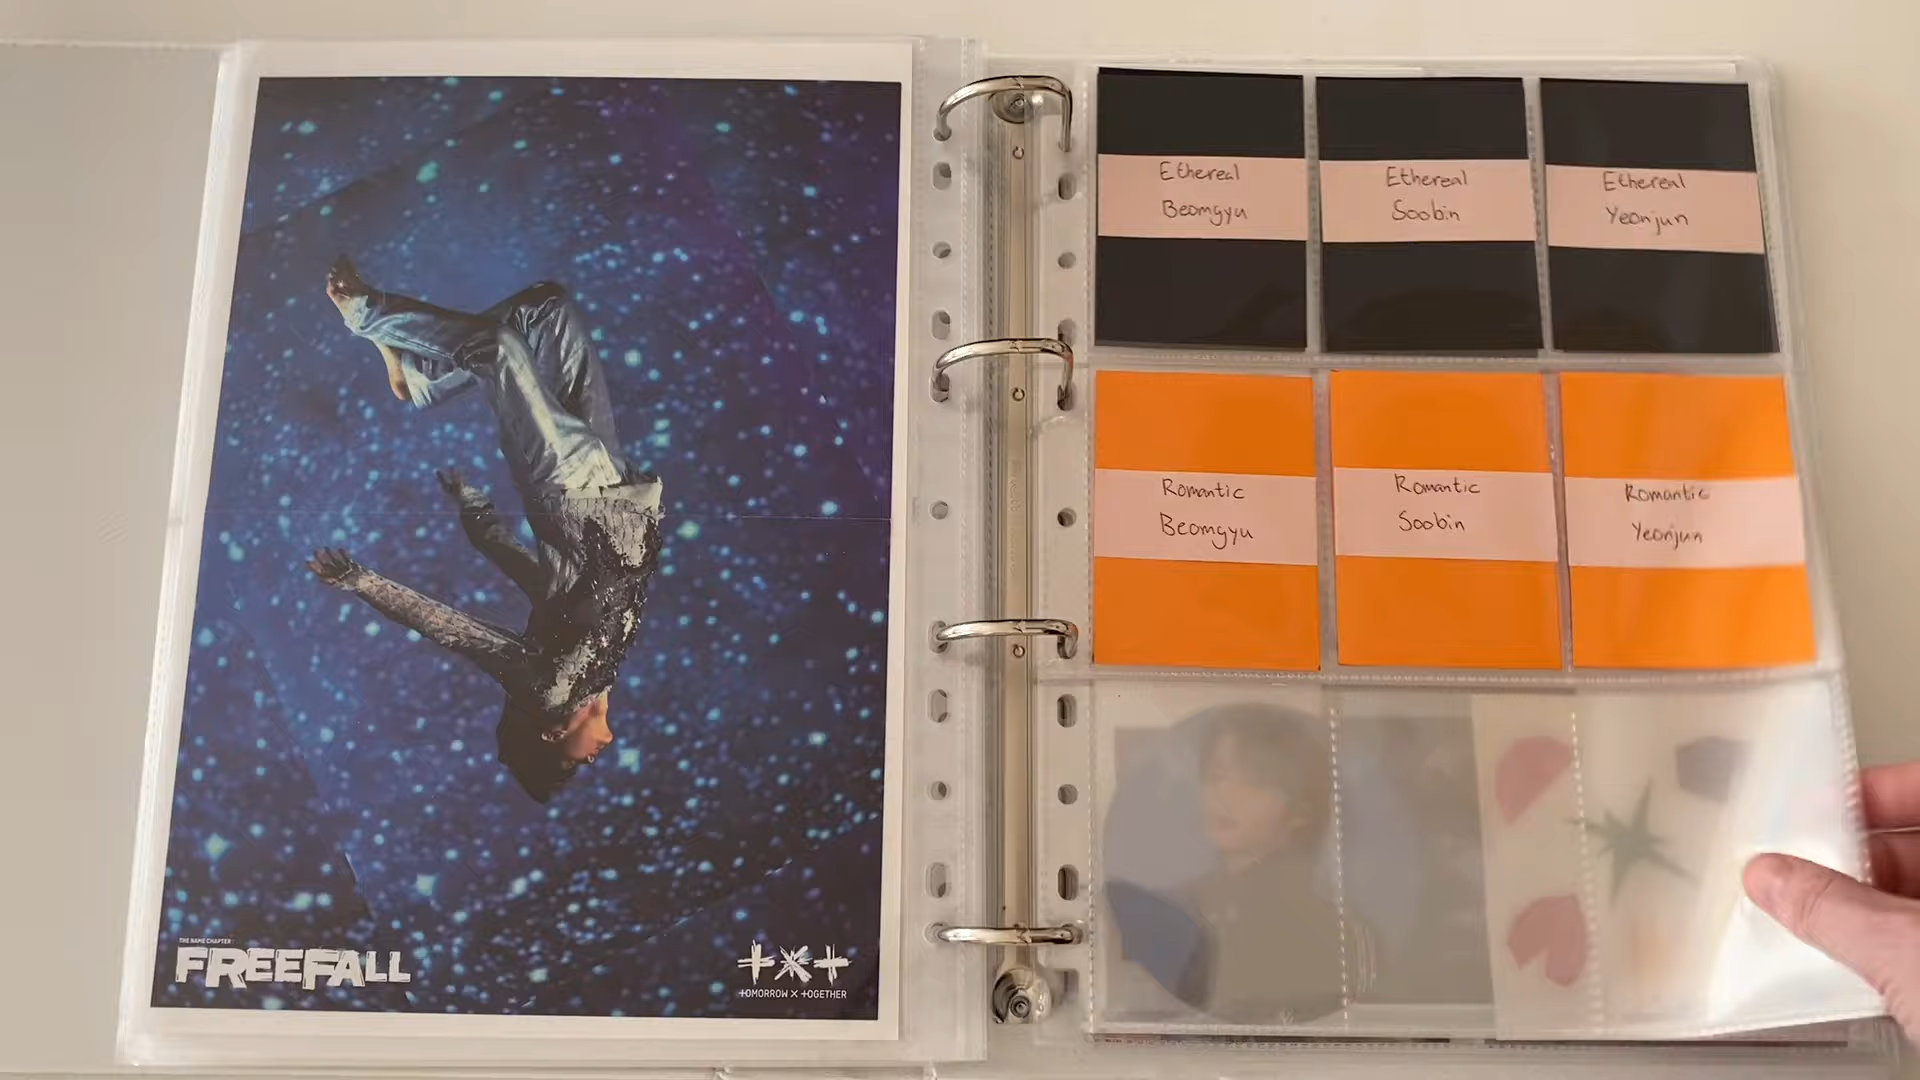 THE NAME CHAPTER :
FREEFALL
TOMORROW X TOGETHER
Ethereal
Beomgyu
Ethereal
Soobin
Ethereal
Yeonjun
Romantic
Beomgyu
Romantic
Soobin
Romantic
Yeonjun